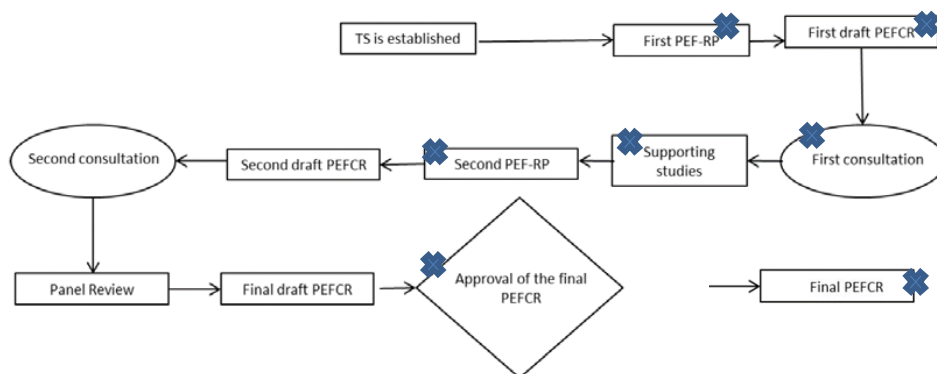 TS is established
First PEF-RP
First draft PEFCR
Second consultation
Second draft PEFCR
Second PEF-RP
Supporting
studies
First consultation
Panel Review
Final draft PEFCR
Approval of the final
PEFCR
Final PEFCR